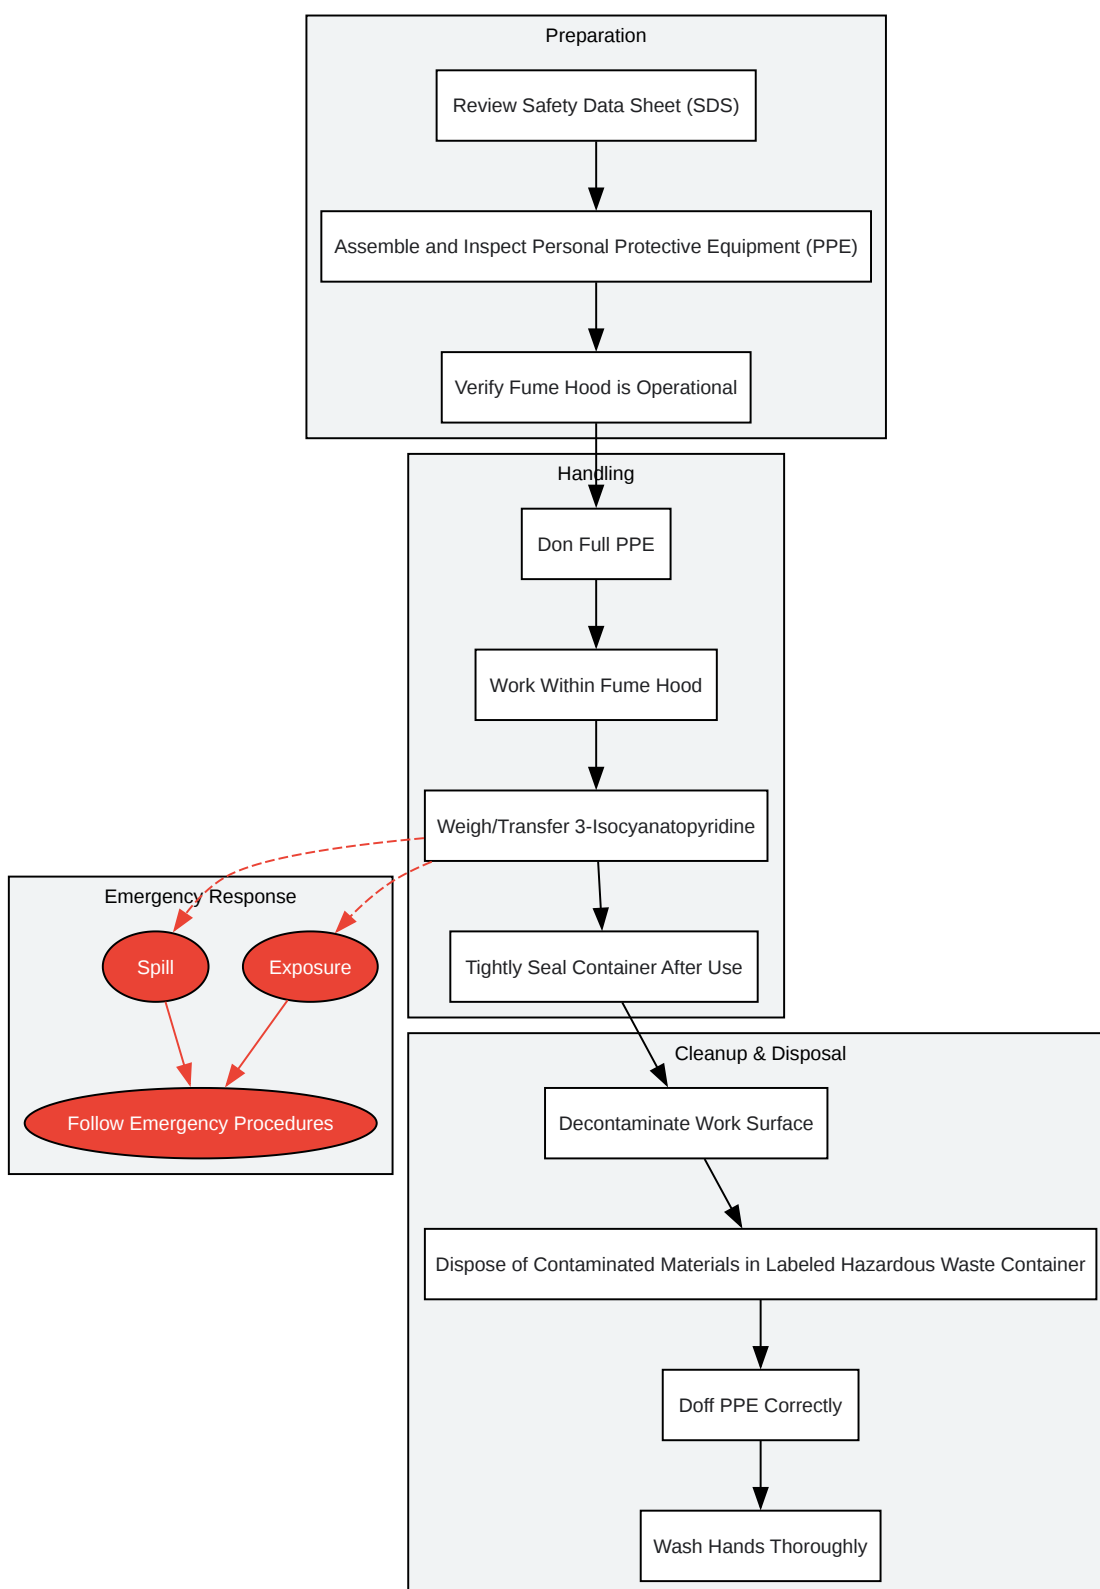 Preparation
Review Safety Data Sheet (SDS)
Assemble and Inspect Personal Protective Equipment (PPE)
Verify Fume Hood is Operational
Handling
Don Full PPE
Work Within Fume Hood
Weigh/Transfer 3-Isocyanatopyridine
Tightly Seal Container After Use
Emergency Response
Spill
Exposure
Follow Emergency Procedures
Cleanup & Disposal
Decontaminate Work Surface
Dispose of Contaminated Materials in Labeled Hazardous Waste Container
Doff PPE Correctly
Wash Hands Thoroughly